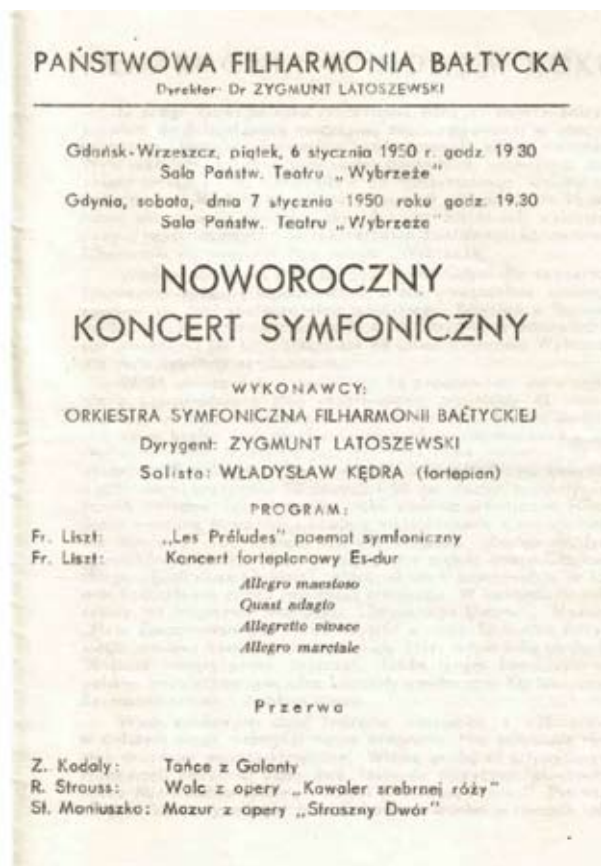 PAŃSTWOWA FILHARMONIA BAŁTYCKA
Dyrektor Dr ZYGMUNT LATOSZEWSKI
Gdańsk-Wrzeszcz, piątek, 6 stycznia 1950 r. godz. 19 30
Sala Państw. Teatru „Wybrzeże"
Gdynia, sobota, dnia 7 stycznia 1950 roku godz. 19.30
Sala Państw. Teatru „Wybrzeże"
NOWOROCZNY
KONCERT SYMFONICZNY
WYKONAWCY:
ORKIESTRA SYMFONICZNA FILHARMONII BAŁTYCKIEJ
Dyrygent: ZYGMUNT LATOSZEWSKI
Solista: WŁADYSŁAW KĘDRA (fortepian)
PROGRAM:
Fr. Liszt: „Les Préludes" poemat symfoniczny
Fr. Liszt: Koncert fortepianowy Es-dur
Allegro maestoso
Quasi adagio
Allegretto vivace
Allegro marciale
Przerwa
Z. Kodaly: Tańce z Galanty
R. Strauss: Walc z opery „Kawaler srebrnej róży"
St. Moniuszko: Mazur z opery „Straszny Dwór"